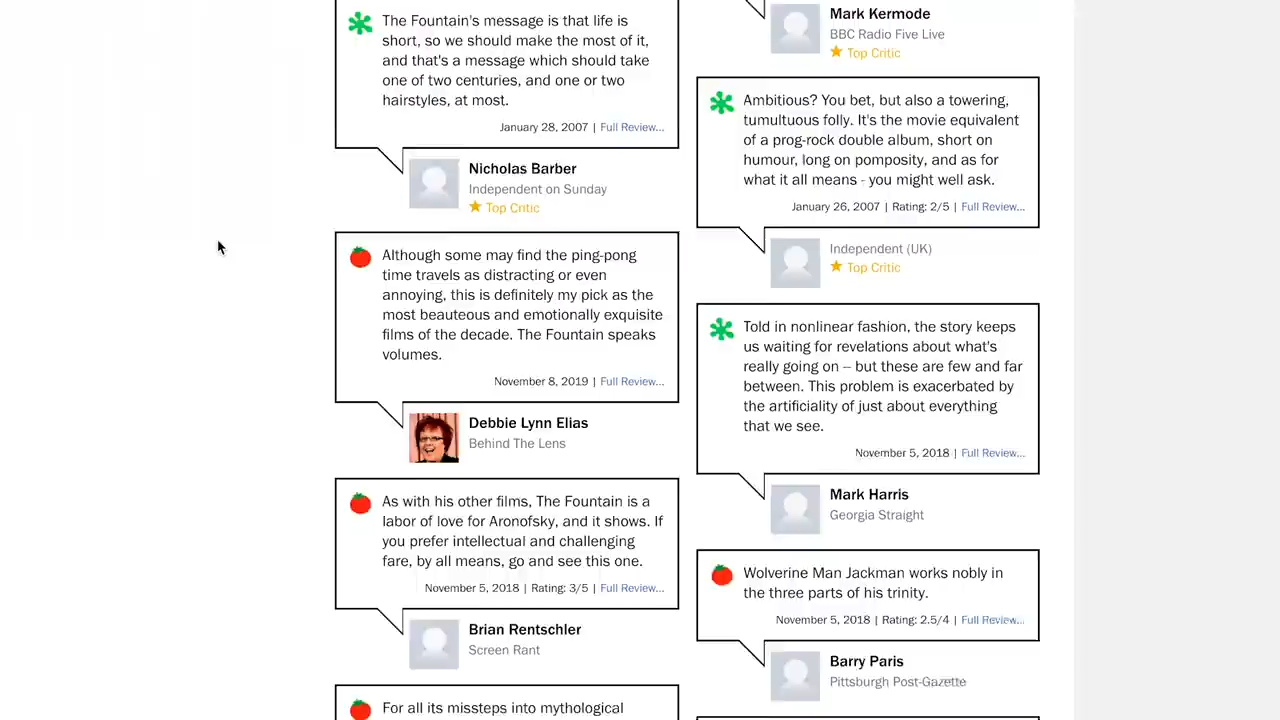 The Fountain's message is that life is
short, so we should make the most of it,
and that's a message which should take
one of two centuries, and one or two
hairstyles, at most.
January 28, 2007 | Full Review...
Nicholas Barber
Independent on Sunday
Top Critic
Although some may find the ping-pong
time travels as distracting or even
annoying, this is definitely my pick as the
most beauteous and emotionally exquisite
films of the decade. The Fountain speaks
volumes.
November 8, 2019 | Full Review...
Debbie Lynn Elias
Behind The Lens
As with his other films, The Fountain is a
labor of love for Aronofsky, and it shows. If
you prefer intellectual and challenging
fare, by all means, go and see this one.
November 5, 2018 | Rating: 3/5 | Full Review...
Brian Rentschler
Screen Rant
For all its missteps into mythological
Mark Kermode
BBC Radio Five Live
Top Critic
Ambitious? You bet, but also a towering,
tumultuous folly. It's the movie equivalent
of a prog-rock double album, short on
humour, long on pomposity, and as for
what it all means - you might well ask.
January 26, 2007 | Rating: 2/5 | Full Review...
Independent (UK)
Top Critic
Told in nonlinear fashion, the story keeps
us waiting for revelations about what's
really going on – but these are few and far
between. This problem is exacerbated by
the artificiality of just about everything
that we see.
November 5, 2018 | Full Review...
Mark Harris
Georgia Straight
Wolverine Man Jackman works nobly in
the three parts of his trinity.
November 5, 2018 | Rating: 2.5/4 | Full Review...
Barry Paris
Pittsburgh Post-Gazette